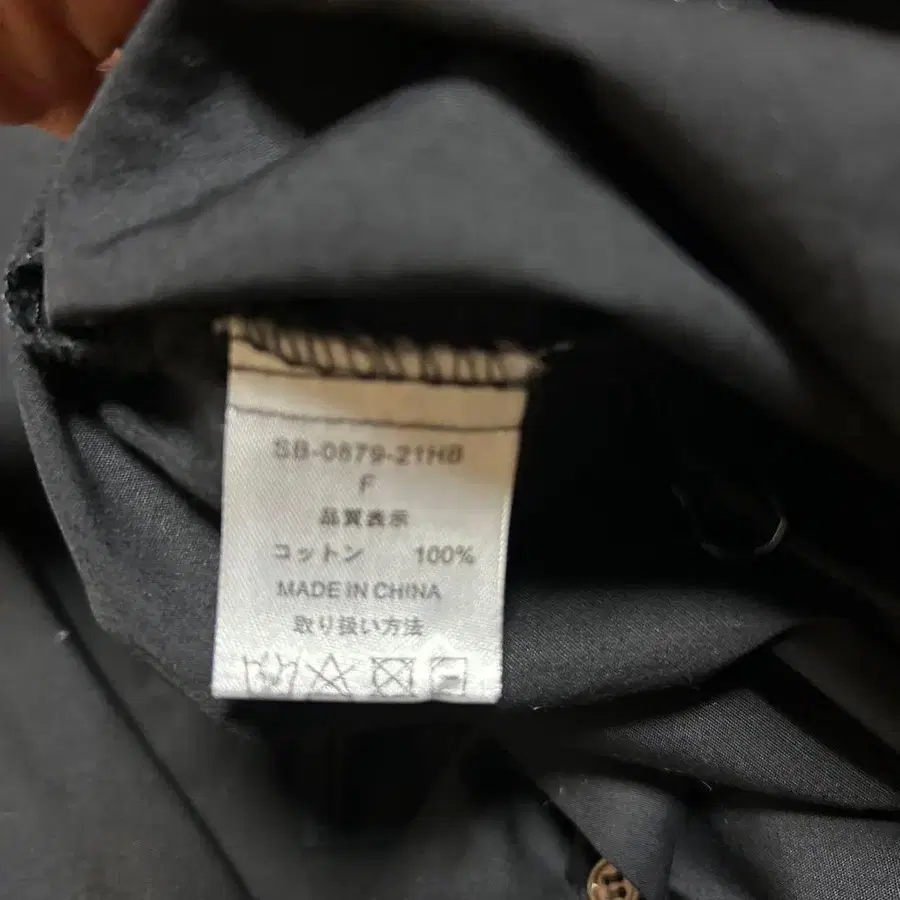 SB-0879-21HB
F
品質表示
コットン 100%
MADE IN CHINA
取り扱い方法